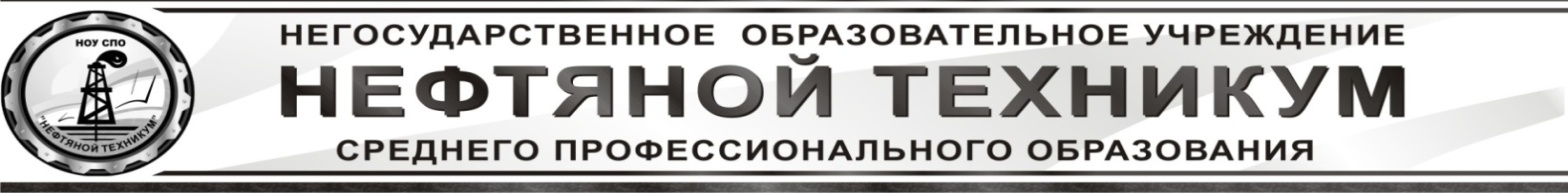 НОУ СПО
"НЕФТЯНОЙ ТЕХНИКУМ"
НЕГОСУДАРСТВЕННОЕ ОБРАЗОВАТЕЛЬНОЕ УЧРЕЖДЕНИЕ
НЕФТЯНОЙ ТЕХНИКУМ
СРЕДНЕГО ПРОФЕССИОНАЛЬНОГО ОБРАЗОВАНИЯ